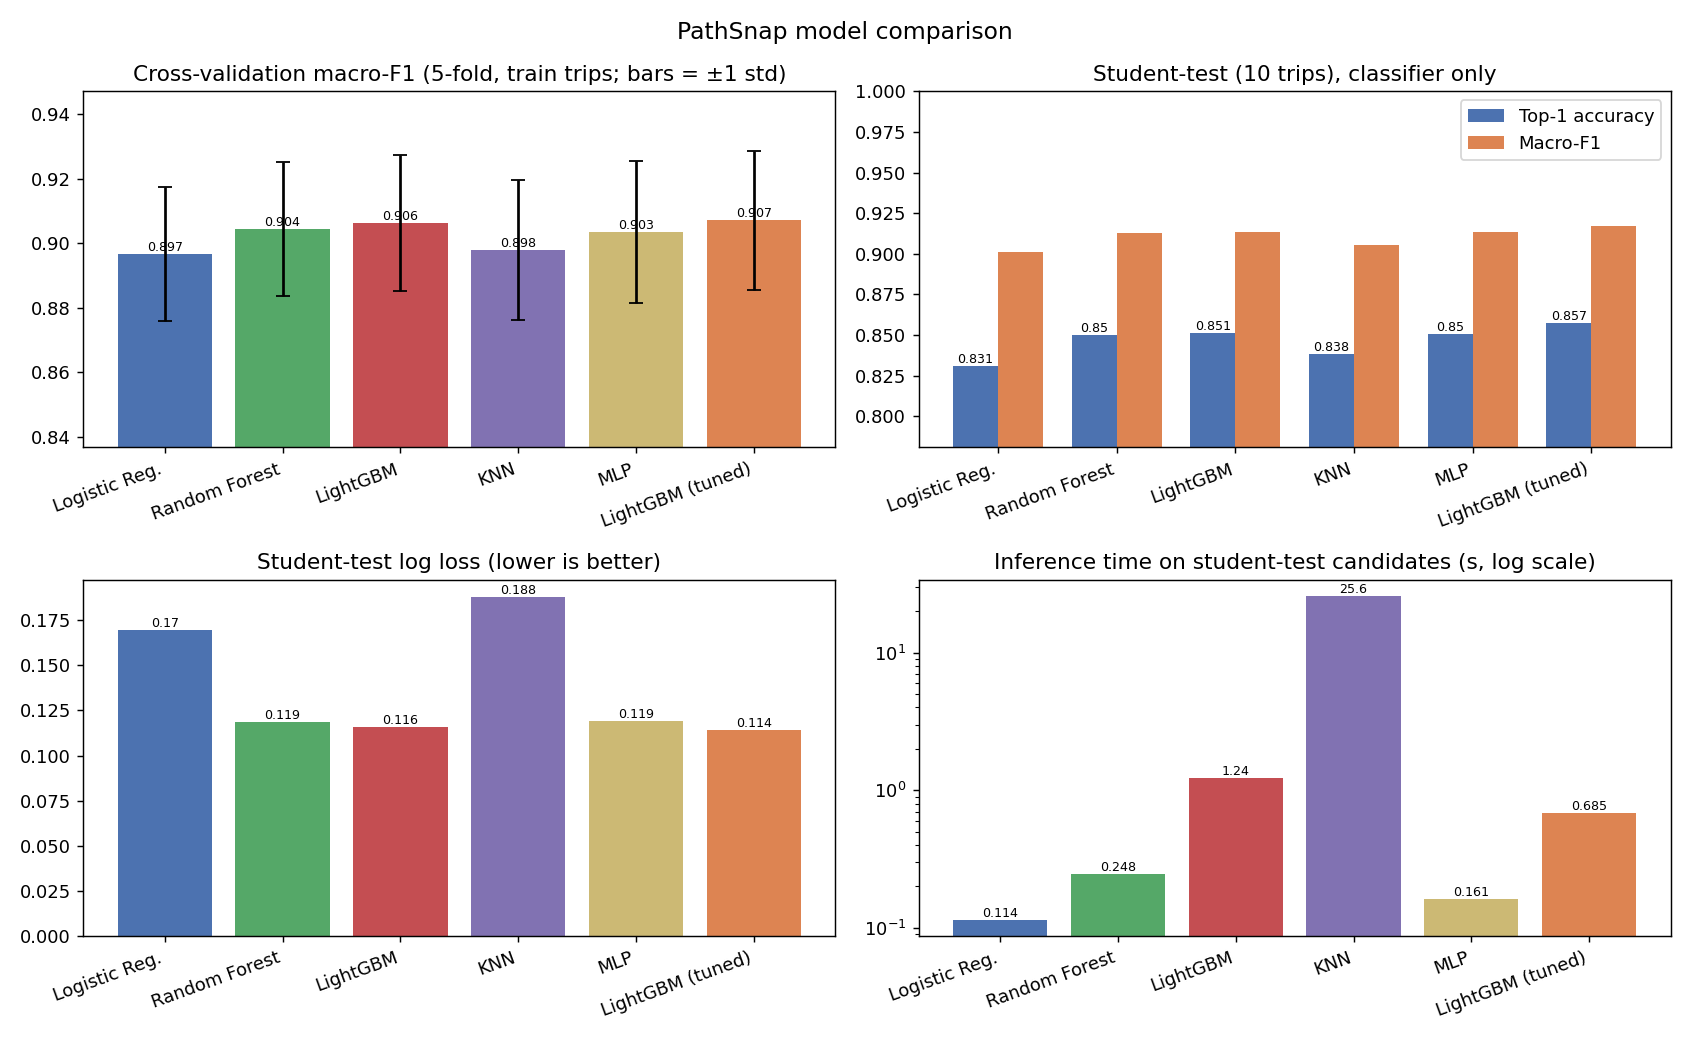 PathSnap model comparison
Cross-validation macro-F1 (5-fold, train trips; bars = ±1 std)
0.94
0.92
0.90
0.88
0.86
0.84
0.897
0.904
0.906
0.898
0.903
0.907
Logistic Reg.
Random Forest
LightGBM
KNN
MLP
LightGBM (tuned)
Student-test (10 trips), classifier only
1.000
0.975
0.950
0.925
0.900
0.875
0.850
0.825
0.800
Top-1 accuracy
Macro-F1
0.831
0.85
0.851
0.838
0.85
0.857
Logistic Reg.
Random Forest
LightGBM
KNN
MLP
LightGBM (tuned)
Student-test log loss (lower is better)
0.175
0.150
0.125
0.100
0.075
0.050
0.025
0.000
0.17
0.119
0.116
0.188
0.119
0.114
Logistic Reg.
Random Forest
LightGBM
KNN
MLP
LightGBM (tuned)
Inference time on student-test candidates (s, log scale)
10¹
10⁰
10⁻¹
0.114
0.248
1.24
25.6
0.161
0.685
Logistic Reg.
Random Forest
LightGBM
KNN
MLP
LightGBM (tuned)